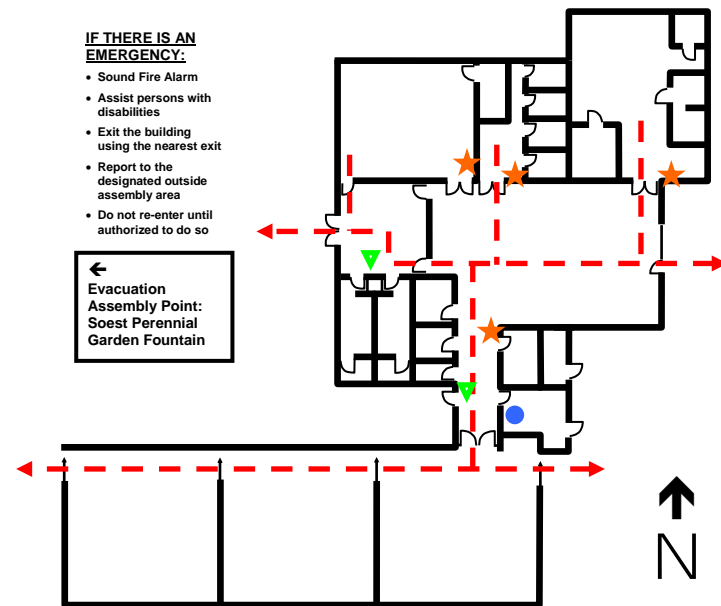 IF THERE IS AN
EMERGENCY:
• Sound Fire Alarm
• Assist persons with
disabilities
• Exit the building
using the nearest exit
• Report to the
designated outside
assembly area
• Do not re-enter until
authorized to do so
←
Evacuation
Assembly Point:
Soest Perennial
Garden Fountain
N